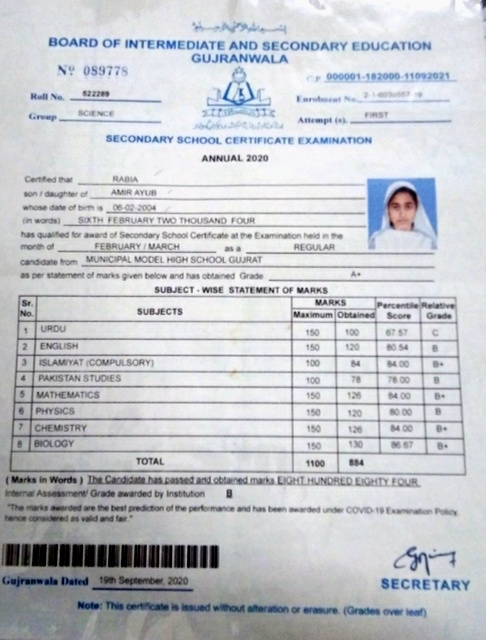 BOARD OF INTERMEDIATE AND SECONDARY EDUCATION
GUJRANWALA
Nº 089778
C.P 000001-182000-11092021
Roll No. 522289
Enrolment No.
Group SCIENCE
Attempt (s). FIRST
SECONDARY SCHOOL CERTIFICATE EXAMINATION
ANNUAL 2020
Certified that RABIA
son / daughter of AMIR AYUB
whose date of birth is 06-02-2004
(in words) SIXTH FEBRUARY TWO THOUSAND FOUR
has qualified for award of Secondary School Certificate at the Examination held in the
month of FEBRUARY / MARCH as a REGULAR
candidate from MUNICIPAL MODEL HIGH SCHOOL GUJRAT
as per statement of marks given below and has obtained Grade A+
SUBJECT - WISE STATEMENT OF MARKS
Sr. No. SUBJECTS MARKS Maximum Obtained Percentile Score Relative Grade
1 URDU 150 100 67.57 C
2 ENGLISH 150 120 80.54 B
3 ISLAMIYAT (COMPULSORY) 100 84 84.00 B+
4 PAKISTAN STUDIES 100 78 78.00 B
5 MATHEMATICS 150 126 84.00 B+
6 PHYSICS 150 120 80.00 B
7 CHEMISTRY 150 126 84.00 B+
8 BIOLOGY 150 130 86.67 B+
TOTAL 1100 884
( Marks in Words ) The Candidate has passed and obtained marks EIGHT HUNDRED EIGHTY FOUR
Internal Assessment/ Grade awarded by Institution B
"The marks awarded are the best prediction of the performance and has been awarded under COVID-19 Examination Policy
hence considered as valid and fair."
Gujranwala Dated 19th September, 2020
SECRETARY
Note: This certificate is issued without alteration or erasure. (Grades over leaf)